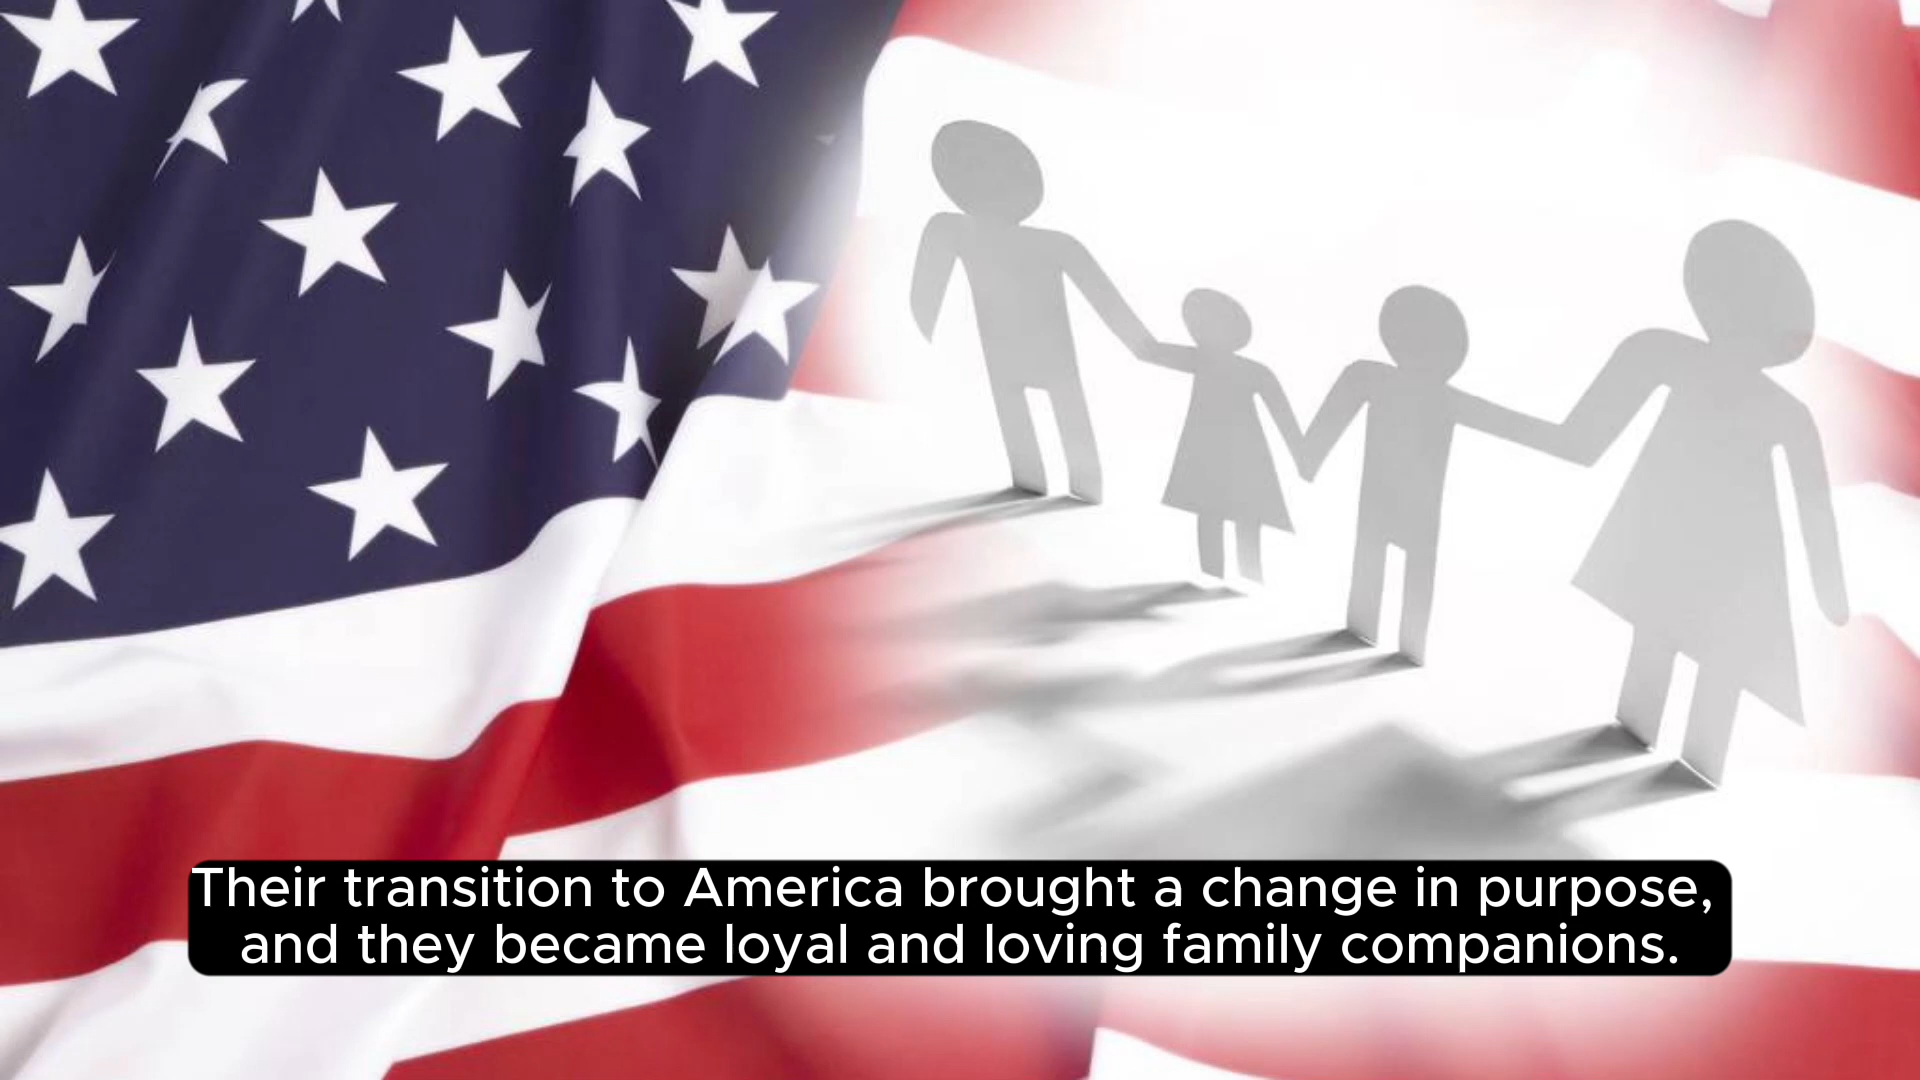 Their transition to America brought a change in purpose,
and they became loyal and loving family companions.